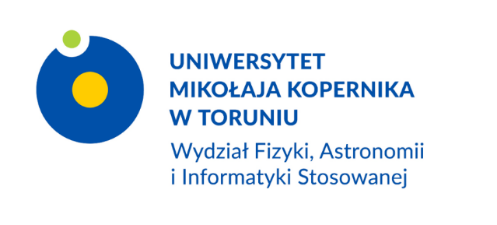 UNIWERSYTET
MIKOŁAJA KOPERNIKA
W TORUNIU
Wydział Fizyki, Astronomii
i Informatyki Stosowanej